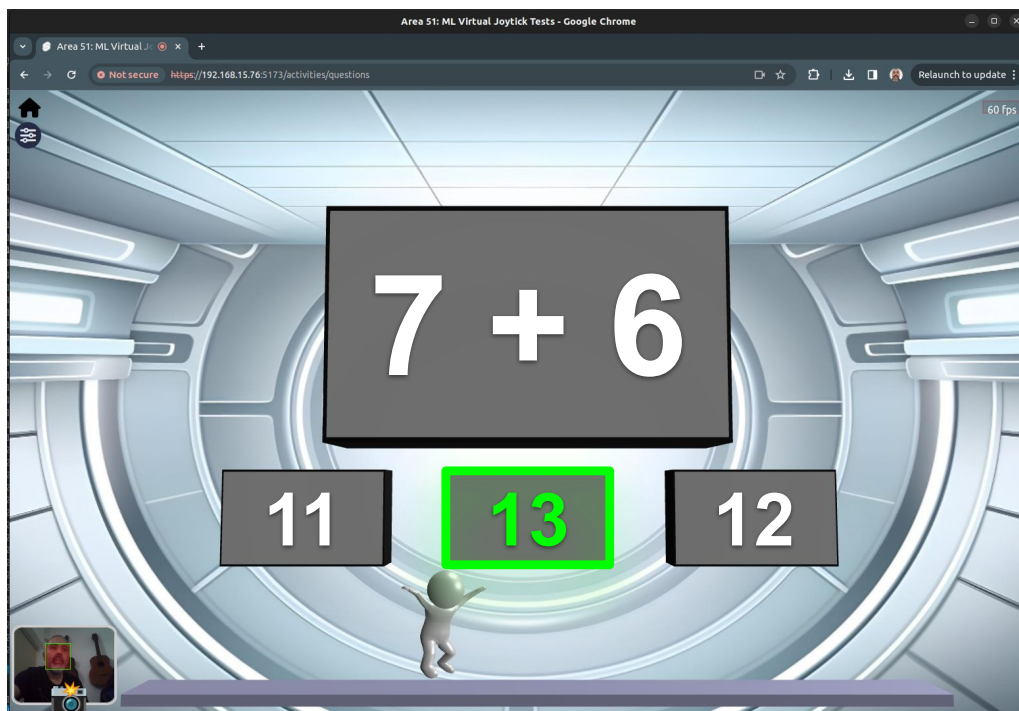 Area 51: ML Virtual Joytick Tests - Google Chrome
Area 51: ML Virtual Jo
Not secure https://192.168.15.76:5173/activities/questions Relaunch to update
60 fps
7 + 6
11 13 12